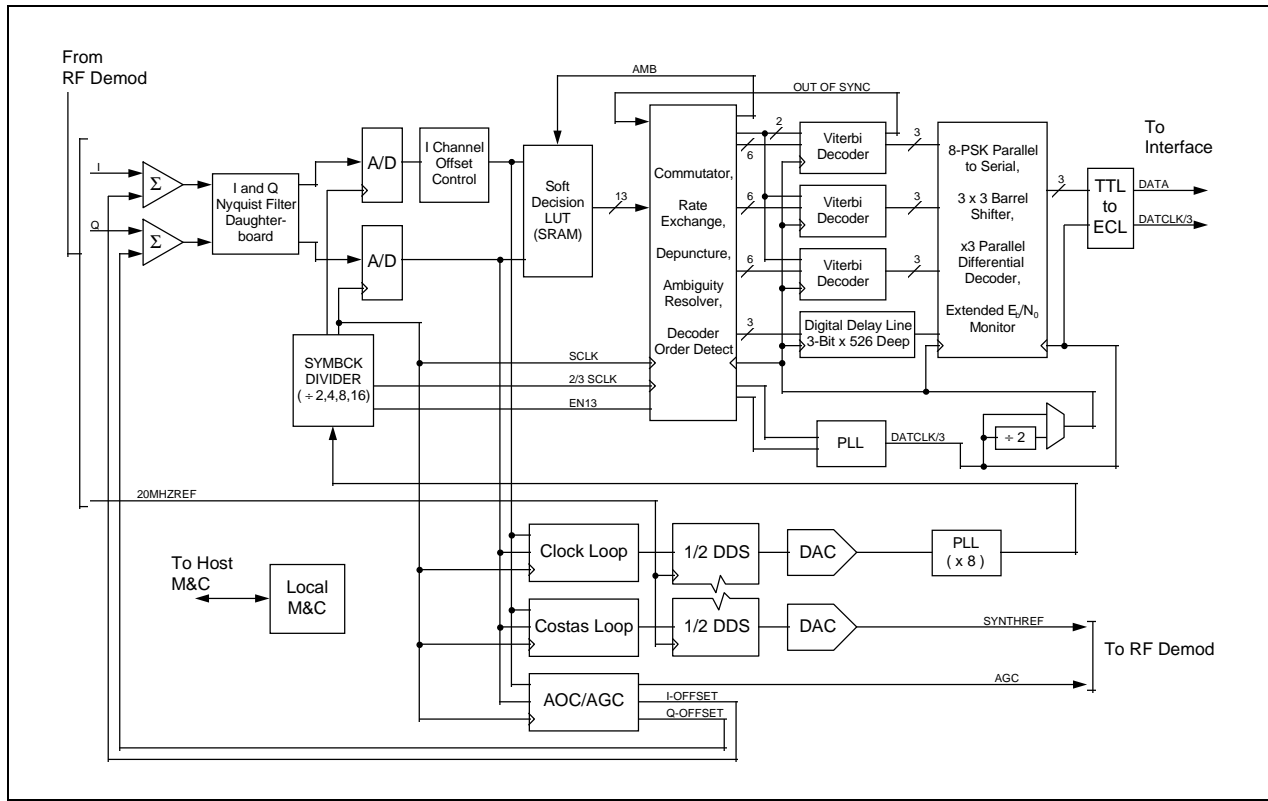 From
RF Demod
I
Q
Σ
Σ
I and Q
Nyquist Filter
Daughter-
board
A/D
A/D
I Channel
Offset
Control
AMB
OUT OF SYNC
Soft
Decision
LUT
(SRAM)
13
Commutator,
Rate
Exchange,
Depuncture,
Ambiguity
Resolver,
Decoder
Order Detect
2
6
6
6
3
Viterbi
Decoder
Viterbi
Decoder
Viterbi
Decoder
Digital Delay Line
3-Bit x 526 Deep
3
3
3
8-PSK Parallel
to Serial,
3 x 3 Barrel
Shifter,
x3 Parallel
Differential
Decoder,
Extended Eb/N0
Monitor
3
TTL
to
ECL
To
Interface
DATA
DATCLK/3
SYMBCK
DIVIDER
( ÷ 2,4,8,16)
SCLK
2/3 SCLK
EN13
PLL
DATCLK/3
÷ 2
20MHZREF
Clock Loop
1/2 DDS
DAC
PLL
( x 8 )
To Host
M&C
Local
M&C
Costas Loop
1/2 DDS
DAC
SYNTHREF
To RF Demod
AOC/AGC
AGC
I-OFFSET
Q-OFFSET